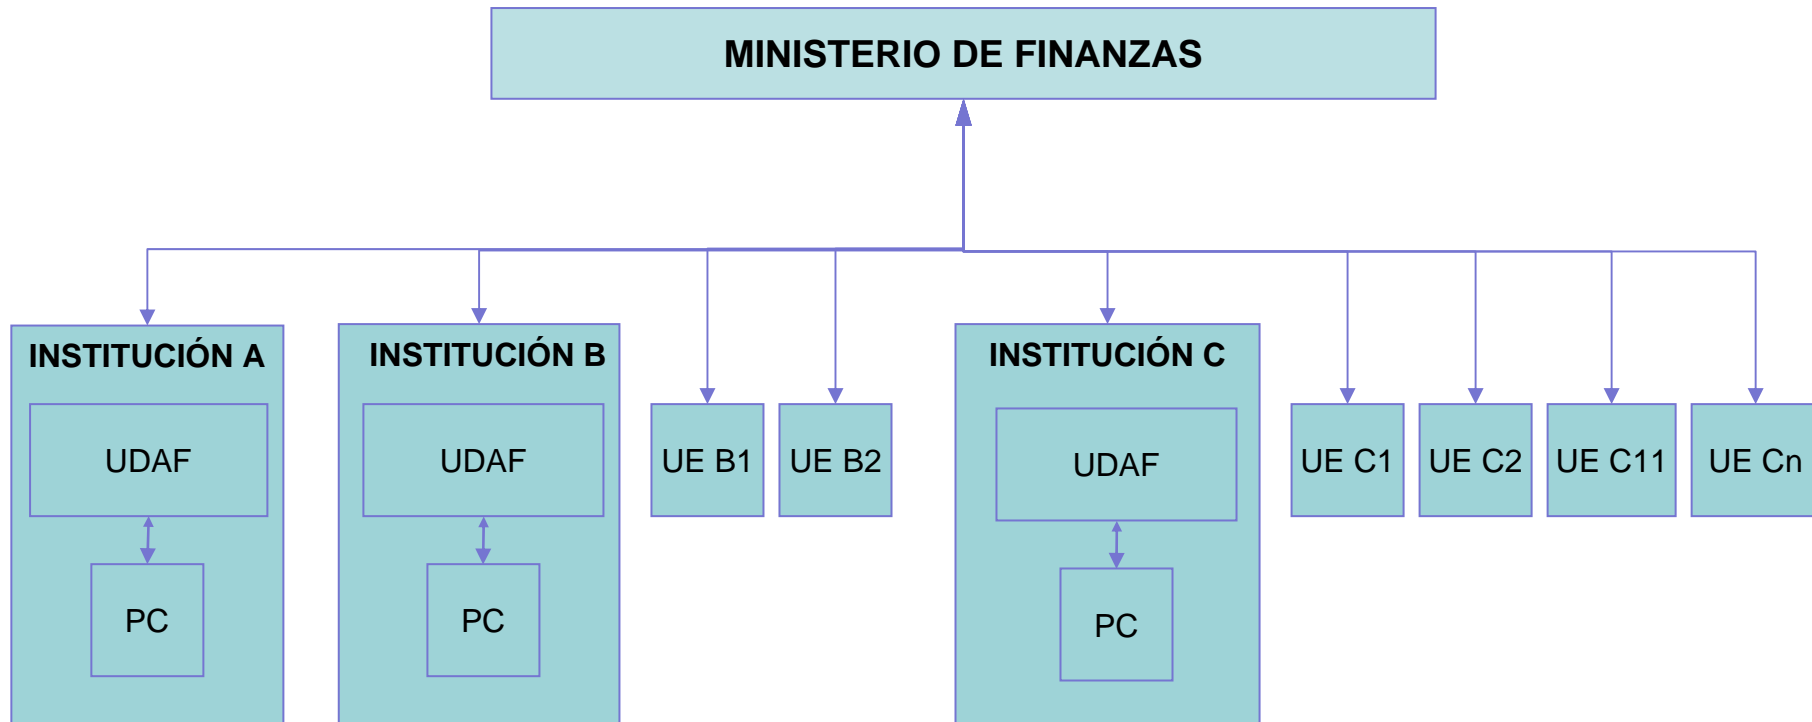 MINISTERIO DE FINANZAS
INSTITUCIÓN A
INSTITUCIÓN B
INSTITUCIÓN C
UDAF
UDAF
UE B1
UE B2
UDAF
UE C1
UE C2
UE C11
UE Cn
PC
PC
PC